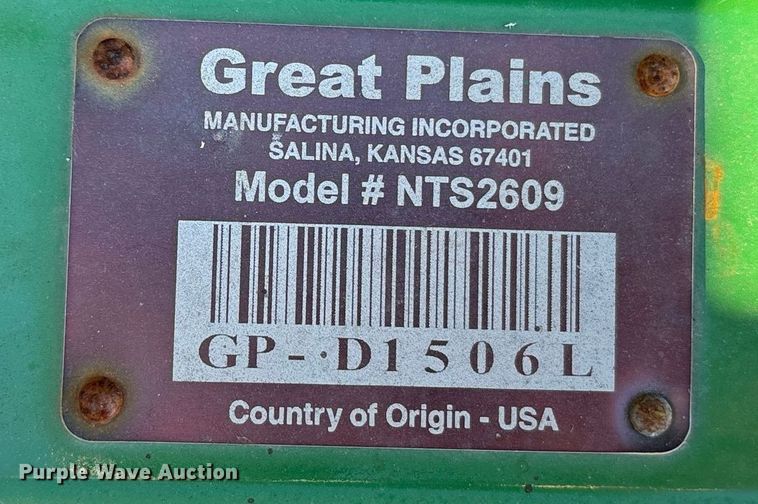 Great Plains
MANUFACTURING INCORPORATED
SALINA, KANSAS 67401
Model # NTS2609
GP- D1506L
Country of Origin - USA
Purple Wave Auction